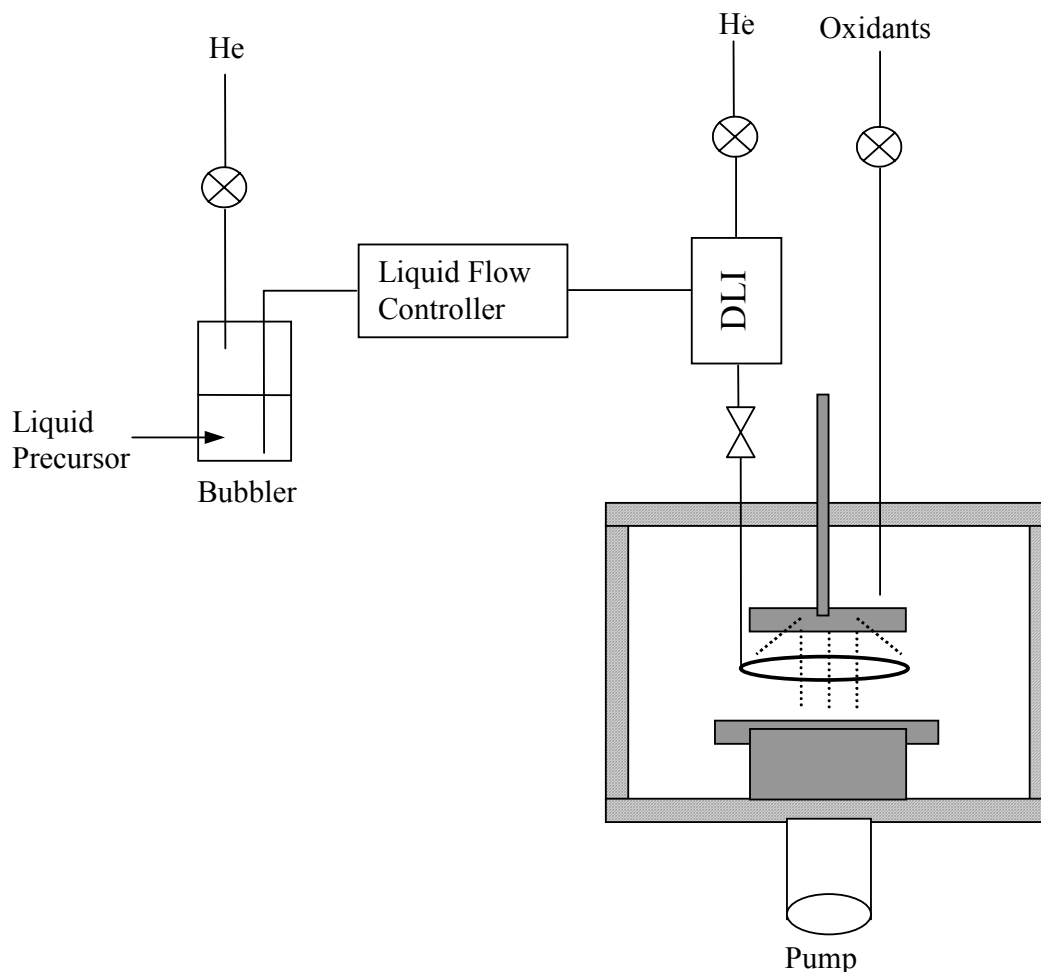 He
He
Oxidants
Liquid Flow
Controller
DLI
Liquid
Precursor
Bubbler
Pump